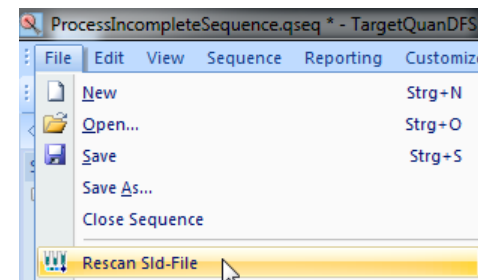 ProcessIncompleteSequence.qseq * - TargetQuanDFS
File Edit View Sequence Reporting Customiz
New Strg+N
Open... Strg+O
Save Strg+S
Save As...
Close Sequence
Rescan Sld-File